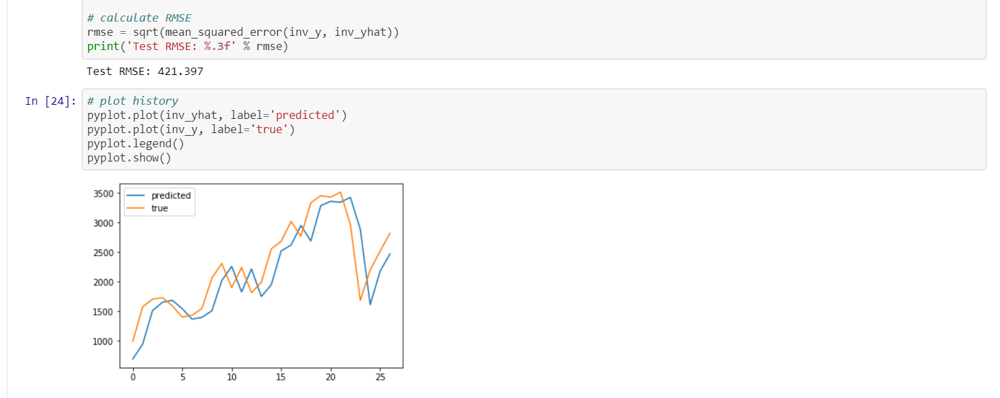 # calculate RMSE
rmse = sqrt(mean_squared_error(inv_y, inv_yhat))
print('Test RMSE: %.3f' % rmse)
Test RMSE: 421.397
In [24]:
# plot history
pyplot.plot(inv_yhat, label='predicted')
pyplot.plot(inv_y, label='true')
pyplot.legend()
pyplot.show()
predicted
true
3500
3000
2500
2000
1500
1000
0 5 10 15 20 25